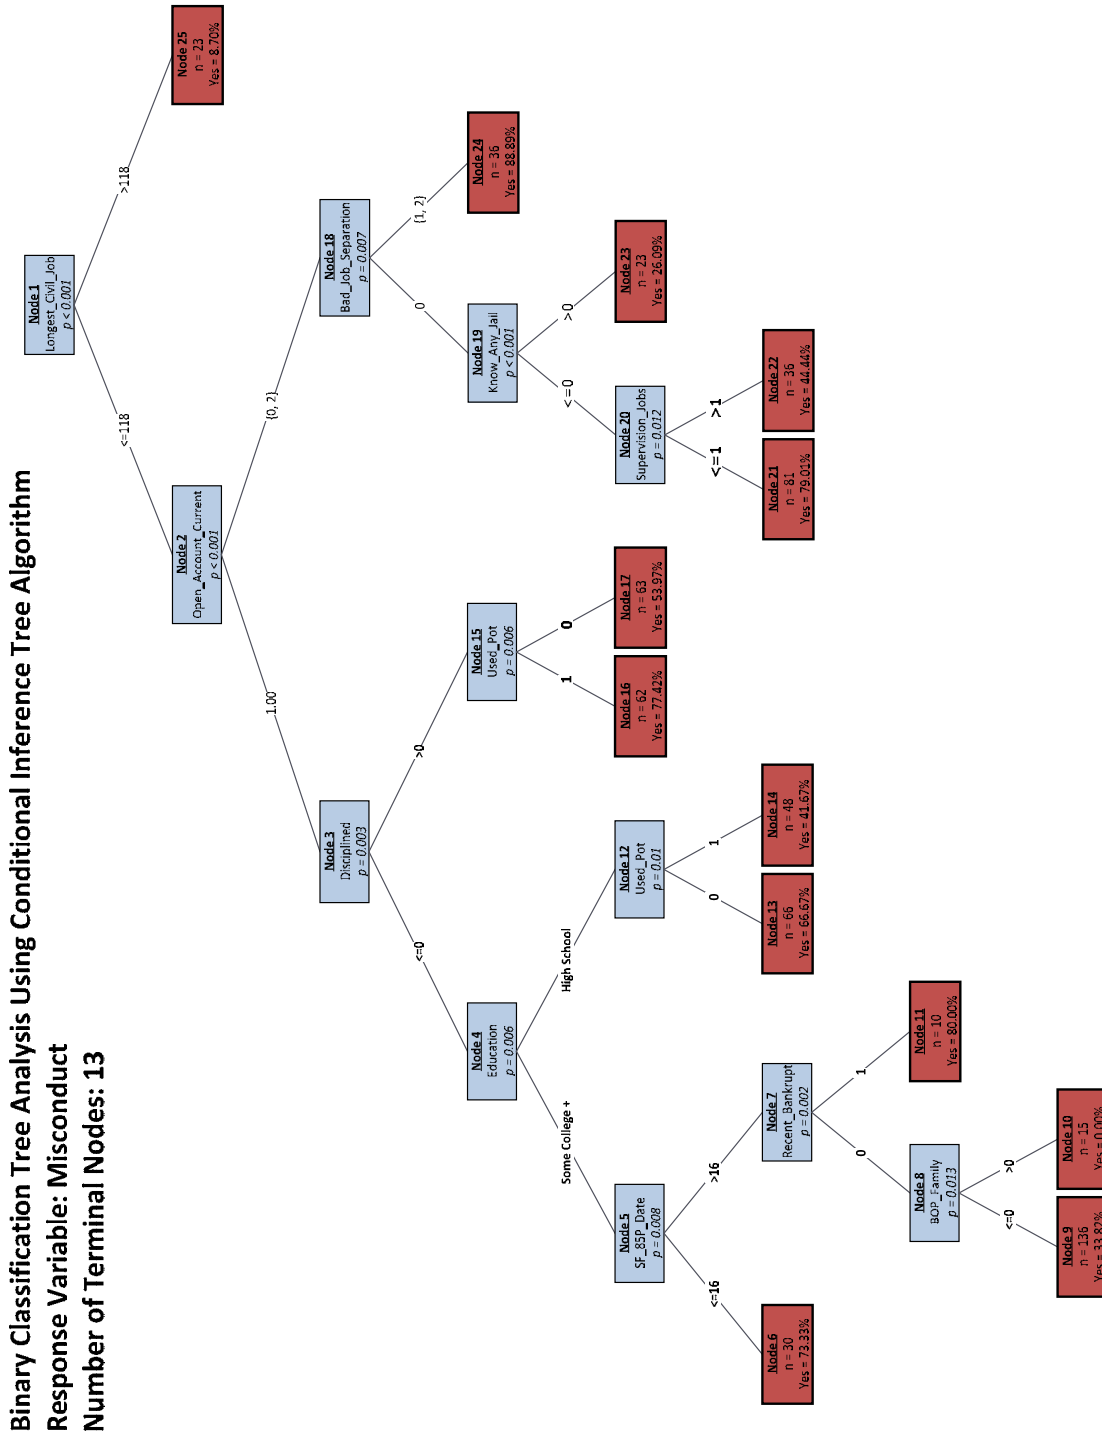 Binary Classification Tree Analysis Using Conditional Inference Tree Algorithm
Response Variable: Misconduct
Number of Terminal Nodes: 13
Node 1
Longest_Civil_Job
p < 0.001
<=118
>118
Node 2
Open_Account_Current
p < 0.001
Node 25
n = 23
Yes = 8.70%
1.00
{0, 2}
Node 3
Disciplined
p = 0.003
Node 18
Bad_Job_Separation
p = 0.007
<=0
>0
0
{1, 2}
Node 4
Education
p = 0.006
Node 15
Used_Pot
p = 0.006
Node 19
Know_Any_Jail
p < 0.001
Node 24
n = 36
Yes = 88.89%
Some College +
High School
1
0
<=0
>0
Node 5
SF_85P_Date
p = 0.008
Node 12
Used_Pot
p = 0.01
Node 16
n = 62
Yes = 77.42%
Node 17
n = 63
Yes = 53.97%
Node 20
Supervision_Jobs
p = 0.012
Node 23
n = 23
Yes = 26.09%
<=16
>16
0
1
<=1
>1
Node 6
n = 30
Yes = 73.33%
Node 7
Recent_Bankrupt
p = 0.002
Node 13
n = 66
Yes = 66.67%
Node 14
n = 48
Yes = 41.67%
Node 21
n = 81
Yes = 79.01%
Node 22
n = 36
Yes = 44.44%
0
1
Node 8
BOP_Family
p = 0.013
Node 11
n = 10
Yes = 80.00%
<=0
>0
Node 9
n = 136
Yes = 33.82%
Node 10
n = 15
Yes = 0.00%